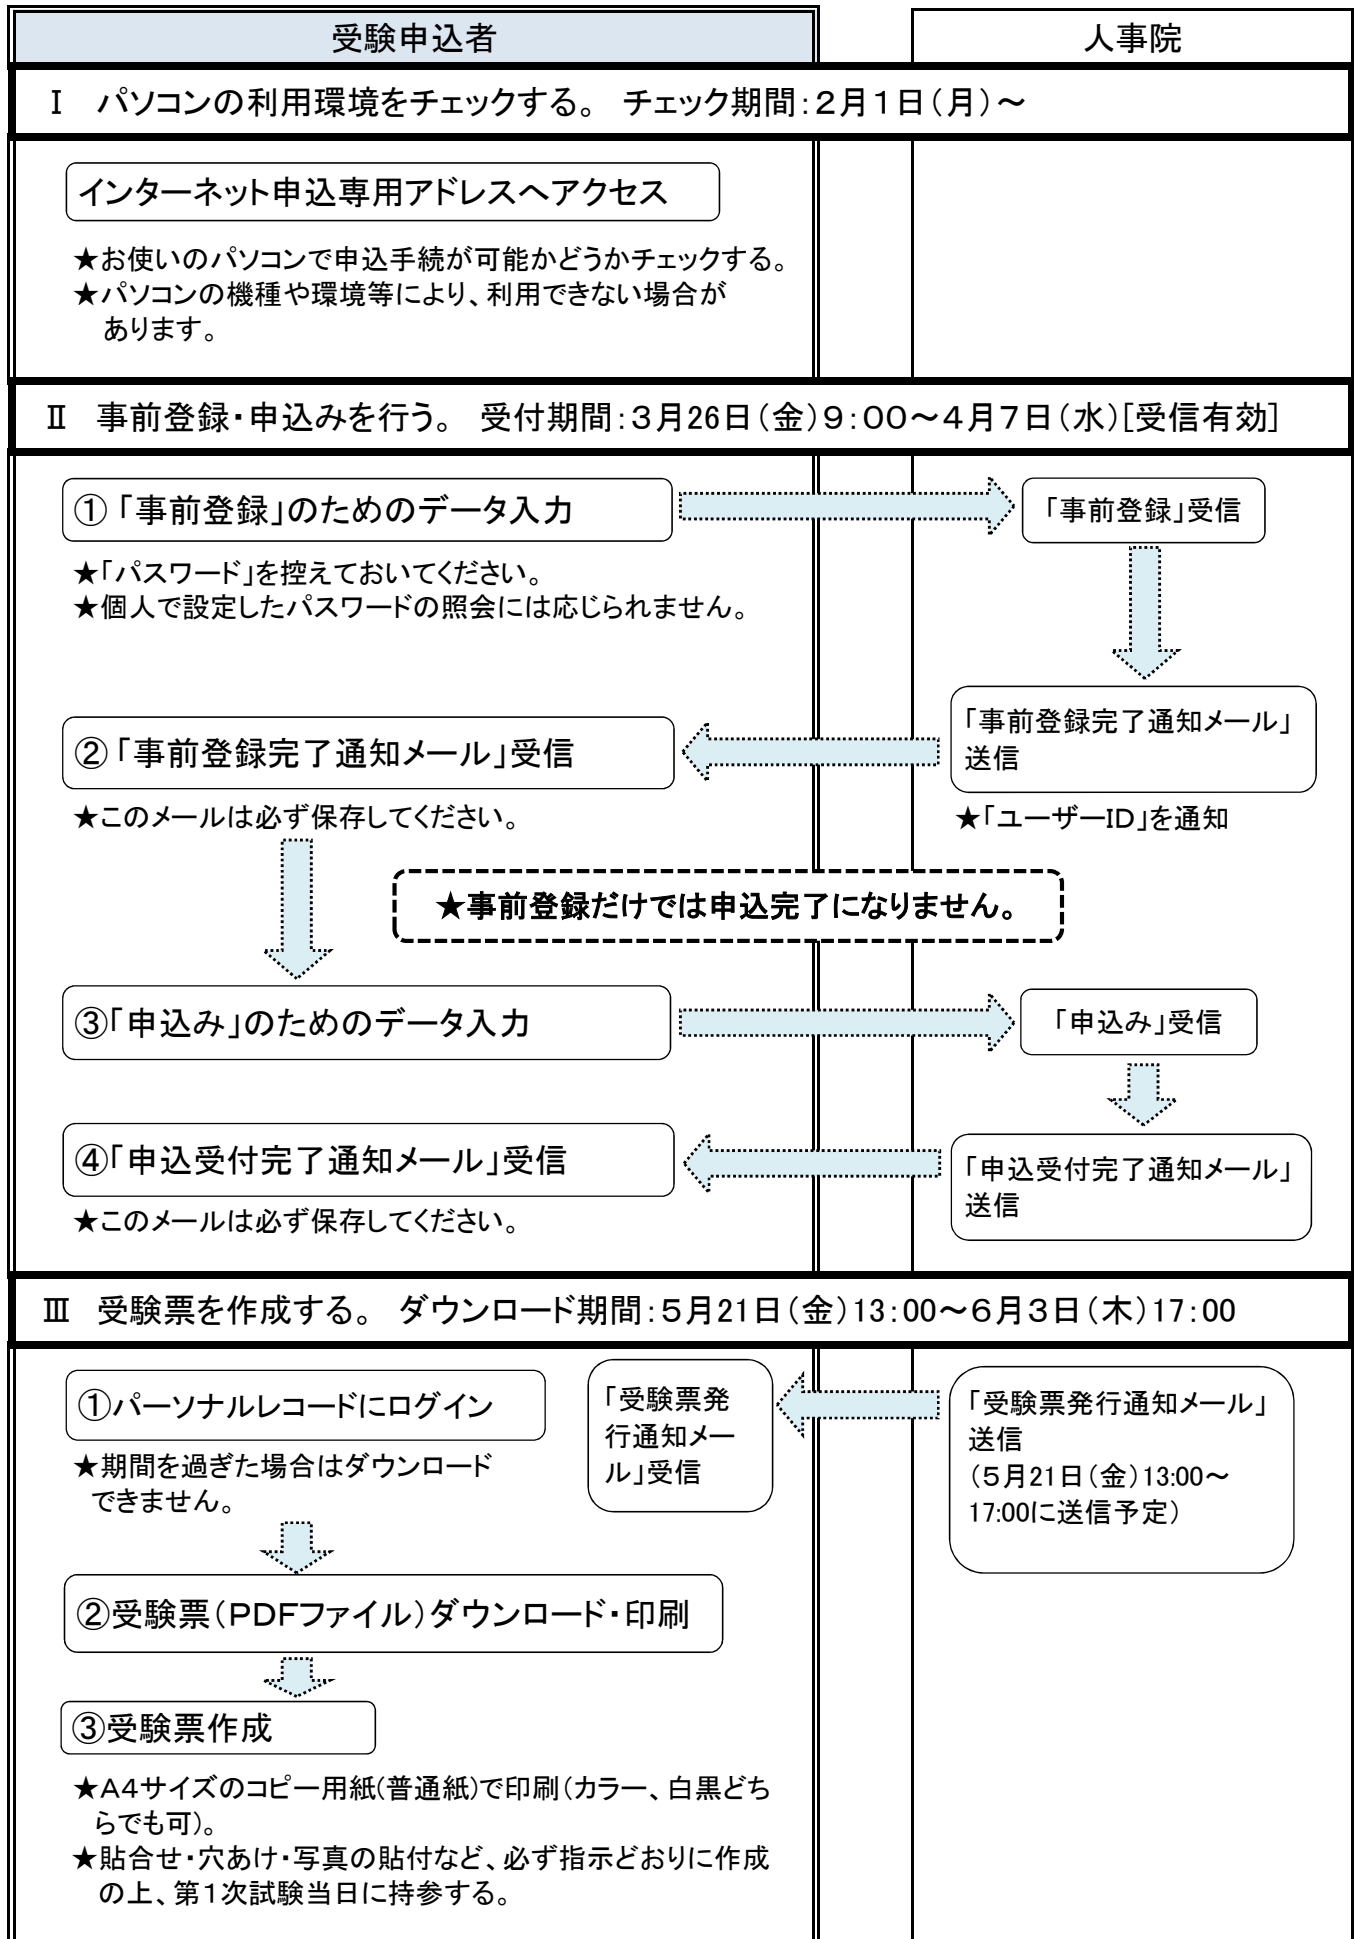 受験申込者
人事院
Ⅰ　パソコンの利用環境をチェックする。　チェック期間：２月１日（月）～
インターネット申込専用アドレスへアクセス
★お使いのパソコンで申込手続が可能かどうかチェックする。
★パソコンの機種や環境等により、利用できない場合が
あります。
Ⅱ　事前登録・申込みを行う。　受付期間：３月26日（金）９：００～４月７日（水）[受信有効]
①「事前登録」のためのデータ入力
「事前登録」受信
★「パスワード」を控えておいてください。
★個人で設定したパスワードの照会には応じられません。
「事前登録完了通知メール」
送信
②「事前登録完了通知メール」受信
★このメールは必ず保存してください。
★「ユーザーID」を通知
★事前登録だけでは申込完了になりません。
③「申込み」のためのデータ入力
「申込み」受信
④「申込受付完了通知メール」受信
「申込受付完了通知メール」
送信
★このメールは必ず保存してください。
Ⅲ　受験票を作成する。　ダウンロード期間：５月21日（金）13：00～６月３日（木）17：00
①パーソナルレコードにログイン
★期間を過ぎた場合はダウンロード
できません。
「受験票発
行通知メー
ル」受信
「受験票発行通知メール」
送信
（５月21日（金）13:00～
17:00に送信予定）
②受験票（ＰＤＦファイル）ダウンロード・印刷
③受験票作成
★Ａ４サイズのコピー用紙(普通紙)で印刷（カラー、白黒どち
らでも可）。
★貼合せ・穴あけ・写真の貼付など、必ず指示どおりに作成
の上、第１次試験当日に持参する。